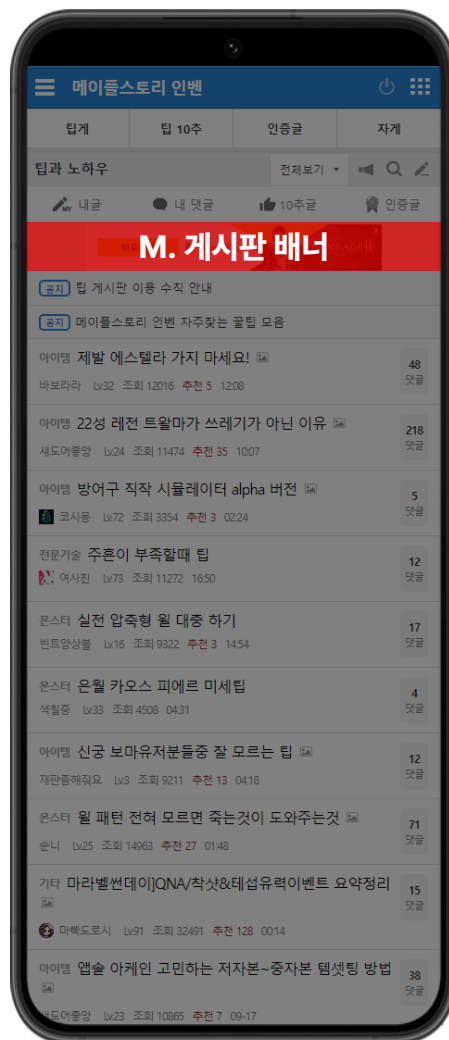 메이플스토리 인벤
팁게 팁 10추 인증글 자게
팁과 노하우 전체보기
내글 내 댓글 10추글 인증글
M. 게시판 배너
공지 팁 게시판 이용 수칙 안내
공지 메이플스토리 인벤 자주찾는 꿀팁 모음
아이템 제발 에스텔라 가지 마세요!
48
바보라라 Lv32 조회 12016 추천 5 12:08
댓글
아이템 22성 레전 트왈마가 쓰레기가 아닌 이유
218
섀도어좋앙 Lv24 조회 11474 추천 35 10:07
댓글
아이템 방어구 직작 시뮬레이터 alpha 버전
5
코시몽 Lv72 조회 3354 추천 3 02:24
댓글
전문기술 주흔이 부족할때 팁
12
여사친 Lv73 조회 11272 16:50
댓글
몬스터 실전 압축형 윌 대충 하기
17
빈트앙상블 Lv16 조회 9322 추천 3 14:54
댓글
몬스터 은월 카오스 피에르 미세팁
4
색칠중 Lv33 조회 4508 04:31
댓글
아이템 신궁 보마유저분들중 잘 모르는 팁
12
재판좀해줘요 Lv3 조회 9211 추천 13 04:18
댓글
몬스터 윌 패턴 전혀 모르면 죽는것이 도와주는것
71
순니 Lv25 조회 14963 추천 27 01:48
댓글
기타 마라벨썬데이]QNA/착샷&테섭유력이벤트 요약정리
15
댓글
마빡도로시 Lv91 조회 32491 추천 128 00:14
아이템 앱솔 아케인 고민하는 저자본~중자본 템셋팅 방법
38
댓글
섀도어좋앙 Lv23 조회 10865 추천 7 09-17